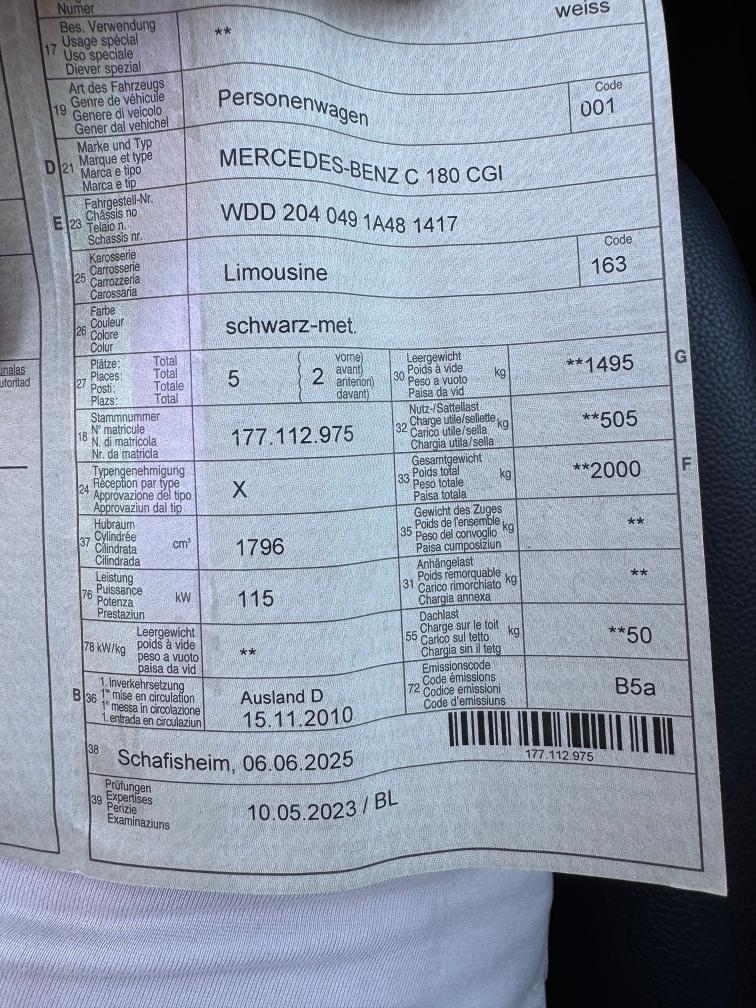 Numer
weiss
17
Bes. Verwendung
Usage spécial
Uso speciale
Diever spezial
**
19
Art des Fahrzeugs
Genre de véhicule
Genere di veicolo
Gener dal vehichel
Personenwagen
Code
001
D
21
Marke und Typ
Marque et type
Marca e tipo
Marca e tip
MERCEDES-BENZ C 180 CGI
E
23
Fahrgestell-Nr.
Châssis no
Telaio n.
Schassis nr.
WDD 204 049 1A48 1417
25
Karosserie
Carrosserie
Carrozzeria
Carossaria
Limousine
Code
163
26
Farbe
Couleur
Colore
Colur
schwarz-met.
27
Plätze: Total
Places: Total
Posti: Totale
Plazs: Total
5
2
vorne)
avant)
anteriori)
davant)
30
Leergewicht
Poids à vide
Peso a vuoto
Paisa da vid
kg
**1495
G
18
Stammnummer
N° matricule
N. di matricola
Nr. da matricla
177.112.975
32
Nutz-/Sattellast
Charge utile/sellette
Carico utile/sella
Chargia utila/sella
kg
**505
24
Typengenehmigung
Réception par type
Approvazione del tipo
Approvaziun dal tip
X
33
Gesamtgewicht
Poids total
Peso totale
Paisa totala
kg
**2000
F
37
Hubraum
Cylindrée
Cilindrata
Cilindrada
cm³
1796
35
Gewicht des Zuges
Poids de l'ensemble
Peso del convoglio
Paisa cumposiziun
kg
**
76
Leistung
Puissance
Potenza
Prestaziun
kW
115
31
Anhängelast
Poids remorquable
Carico rimorchiato
Chargia annexa
kg
**
78 kW/kg
Leergewicht
poids à vide
peso a vuoto
paisa da vid
**
55
Dachlast
Charge sur le toit
Carico sul tetto
Chargia sin il tetg
kg
**50
B
36
1. Inverkehrsetzung
1re mise en circulation
1a messa in circolazione
1. entrada en circulaziun
Ausland D
15.11.2010
72
Emissionscode
Code émissions
Codice emissioni
Code d'emissiuns
B5a
177.112.975
38
Schafisheim, 06.06.2025
39
Prüfungen
Expertises
Perizie
Examinaziuns
10.05.2023 / BL